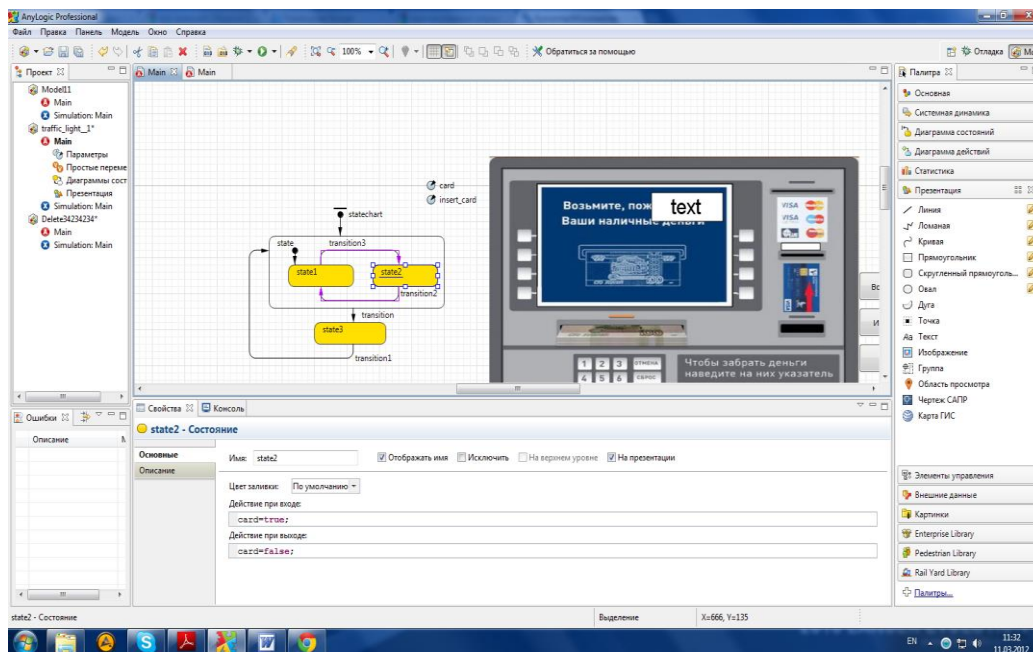 AnyLogic Professional
Файл Правка Панель Модель Окно Справка
100% Обратиться за помощью Отладка
Проект
Model11
Main
Simulation: Main
traffic_light_1*
Main
Параметры
Простые переме
Диаграммы сост
Презентация
Simulation: Main
Delete34234234*
Main
Simulation: Main
Main Main
card
insert_card
statechart
state transition3
state1 state2
transition2
transition
state3
transition1
Возьмите, пож text
Ваши наличные деньги
VISA
VISA
Вс
И
1 2 3 ОТМЕНА
4 5 6 СБРОС
Чтобы забрать деньги
наведите на них указатель
Палитра
Основная
Системная динамика
Диаграмма состояний
Диаграмма действий
Статистика
Презентация
Линия
Ломаная
Кривая
Прямоугольник
Скругленный прямоуголь...
Овал
Дуга
Точка
Aa Текст
Изображение
Группа
Область просмотра
Чертеж САПР
Карта ГИС
Элементы управления
Внешние данные
Картинки
Enterprise Library
Pedestrian Library
Rail Yard Library
Палитры...
Ошибки
Описание
Свойства Консоль
state2 - Состояние
Основные
Описание
Имя: state2 Отображать имя Исключить На верхнем уровне На презентации
Цвет заливки: По умолчанию
Действие при входе:
card=true;
Действие при выходе:
card=false;
state2 - Состояние Выделение X=666, Y=135
EN 11:32
11.03.2012